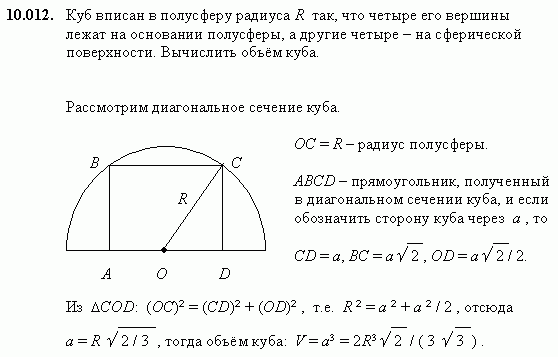 10.012. Куб вписан в полусферу радиуса R так, что четыре его вершины
лежат на основании полусферы, а другие четыре – на сферической
поверхности. Вычислить объём куба.
Рассмотрим диагональное сечение куба.
OC = R – радиус полусферы.
B
C
R
ABCD – прямоугольник, полученный
в диагональном сечении куба, и если
обозначить сторону куба через a , то
CD = a, BC = a √2 , OD = a √2 / 2.
A O D
Из ΔCOD: (OC)² = (CD)² + (OD)² , т.е. R ² = a ² + a ² / 2 , отсюда
a = R √2 / 3 , тогда объём куба: V = a³ = 2R³ √2 / ( 3 √3 ) .